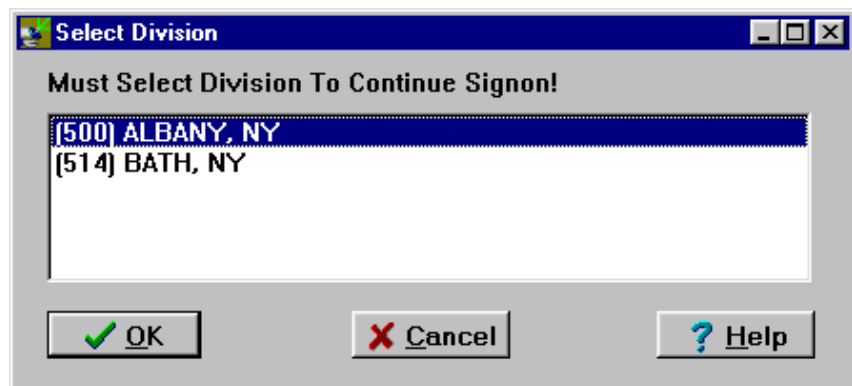 Select Division
Must Select Division To Continue Signon!
(500) ALBANY, NY
(514) BATH, NY
OK
Cancel
? Help